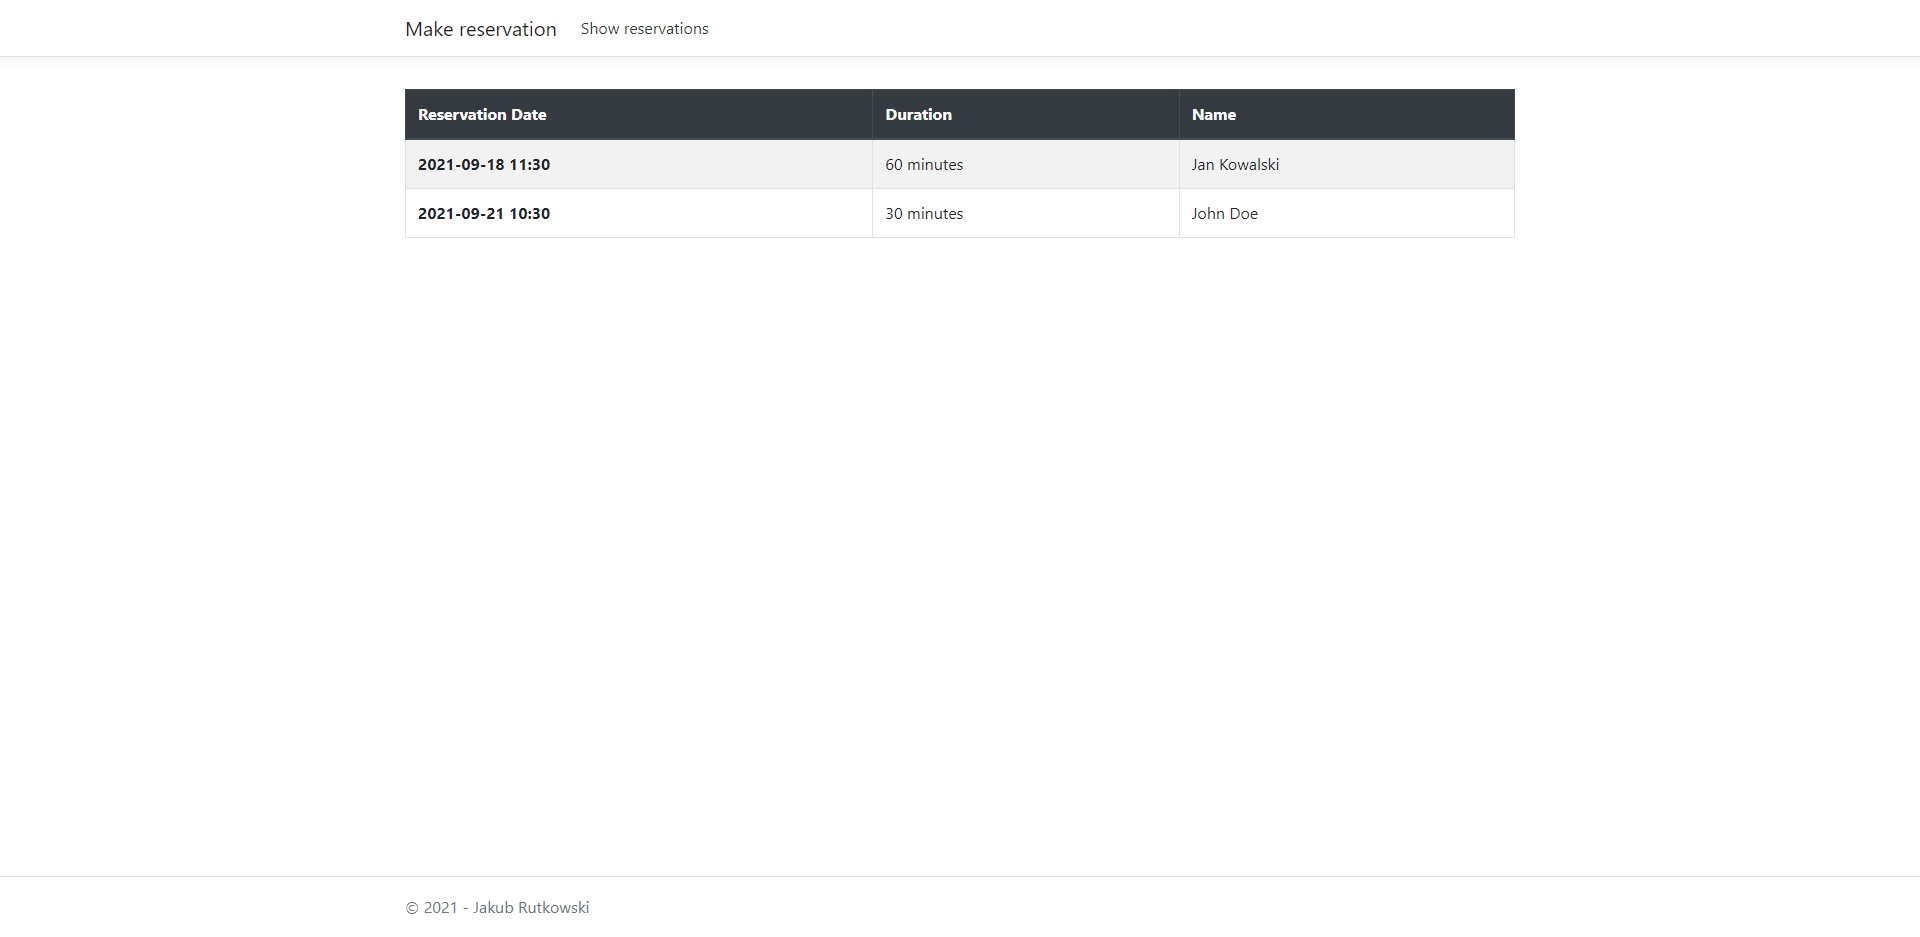 Make reservation Show reservations
Reservation Date Duration Name
2021-09-18 11:30 60 minutes Jan Kowalski
2021-09-21 10:30 30 minutes John Doe
© 2021 - Jakub Rutkowski